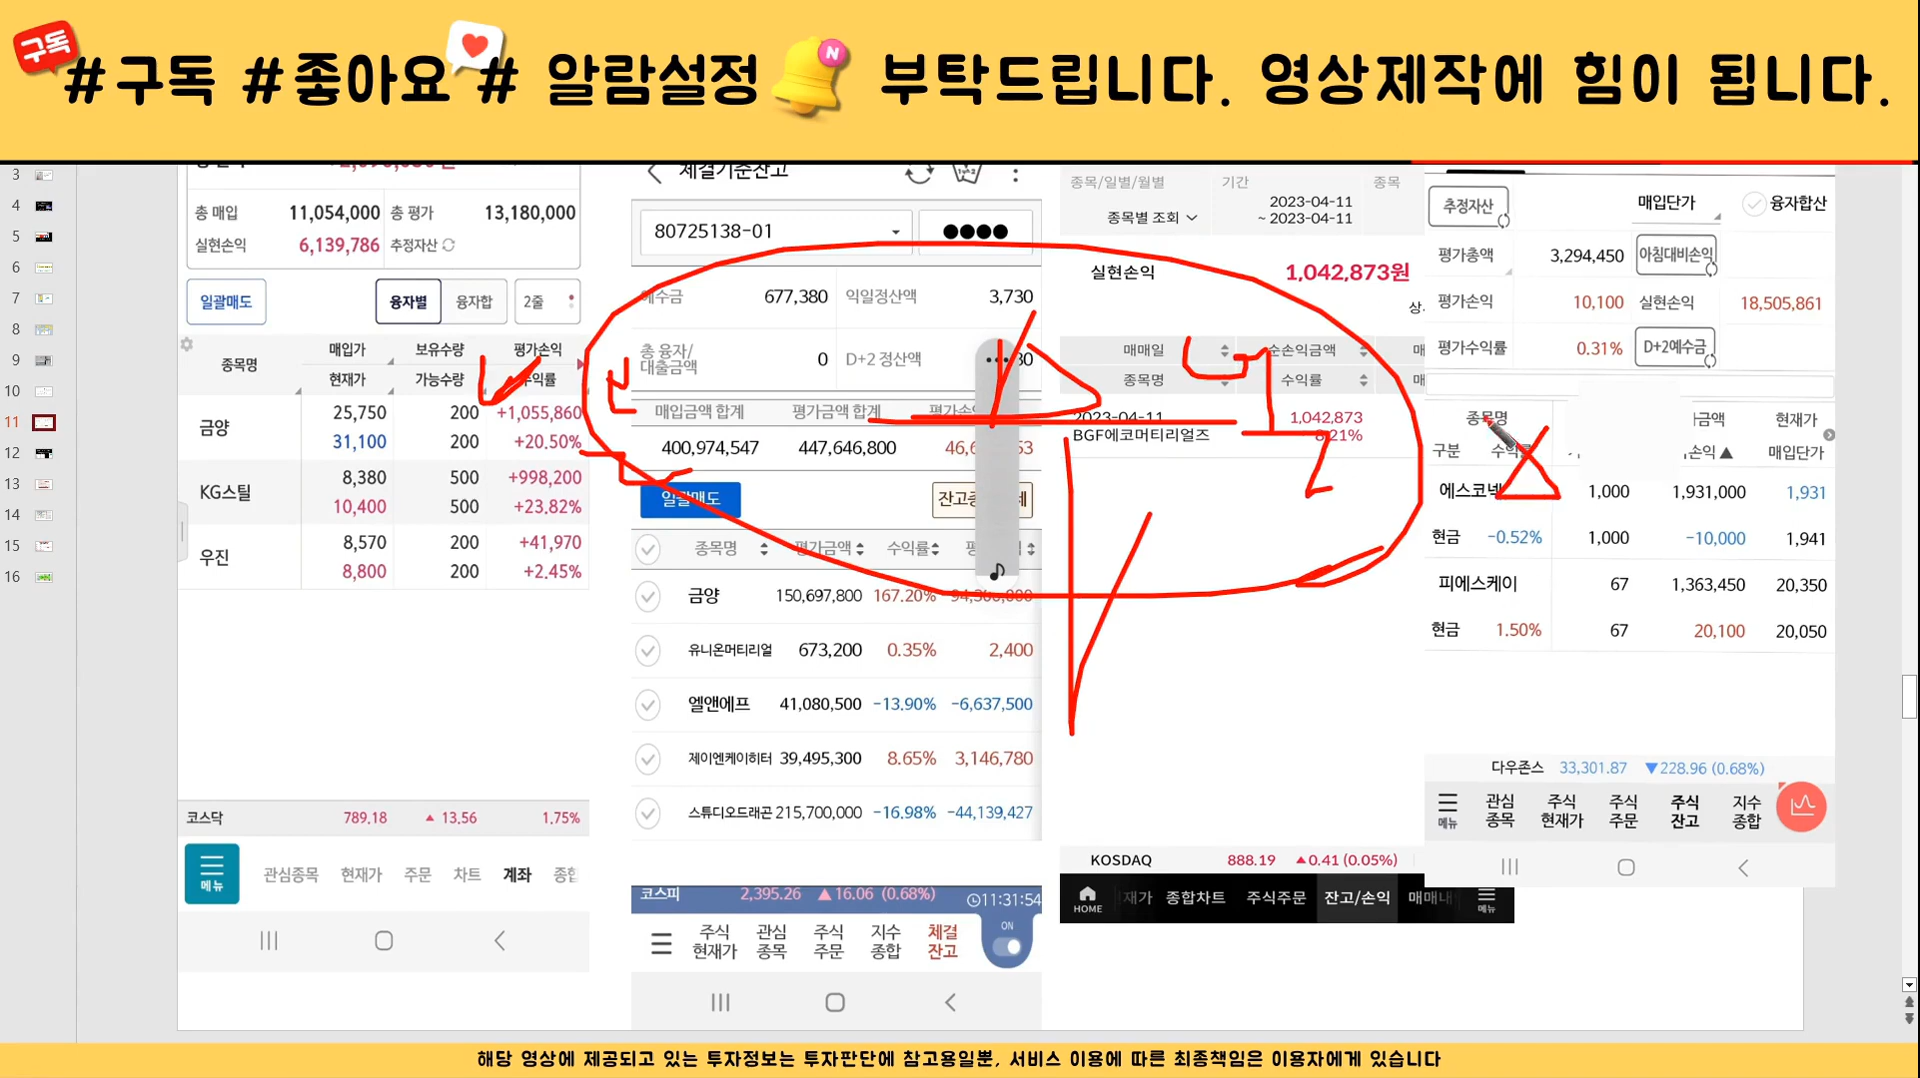 구독
#구독 #좋아요 # 알람설정 부탁드립니다. 영상제작에 힘이 됩니다.
N
3
4
5
6
7
8
9
10
11
12
13
14
15
16
총 매입 11,054,000 총 평가 13,180,000
실현손익 6,139,786 추정자산
일괄매도 융자별 융자합 2줄
종목명 매입가 보유수량 평가손익
현재가 가능수량
금양 25,750 200 +1,055,860
31,100 200 +20.50%
KG스틸 8,380 500 +998,200
10,400 500 +23.82%
우진 8,570 200 +41,970
8,800 200 +2.45%
코스닥 789.18 ▲ 13.56 1.75%
메뉴 관심종목 현재가 주문 차트 계좌 종합
체결기준잔고
80725138-01
예수금 677,380 익일정산액 3,730
총 융자/
대출금액 0 D+2 정산액
매입금액 합계 평가금액 합계
400,974,547 447,646,800
일괄매도
종목명 평가금액 수익률
금양 150,697,800 167.20%
유니온머티리얼 673,200 0.35% 2,400
엘앤에프 41,080,500 -13.90% -6,637,500
제이엔케이히터 39,495,300 8.65% 3,146,780
스튜디오드래곤 215,700,000 -16.98% -44,139,427
코스피 2,395.26 ▲ 16.06 (0.68%) 11:31:54
주식
현재가
관심
종목
주식
주문
지수
종합
체결
잔고
ON
종목/일별/월별 기간 종목
종목별 조회 2023-04-11
~ 2023-04-11
실현손익 1,042,873원
매매일 순손익금액
종목명 수익률
2023-04-11 1,042,873
BGF에코머티리얼즈
KOSDAQ 888.19 ▲0.41 (0.05%)
HOME 종합차트 주식주문 잔고/손익 메뉴
추정자산 매입단가 융자합산
평가총액 3,294,450 아침대비손익
평가손익 10,100 실현손익 18,505,861
평가수익률 0.31% D+2예수금
종목명 현재가
구분 매입단가
에스코넥 1,000 1,931,000 1,931
현금 -0.52% 1,000 -10,000 1,941
피에스케이 67 1,363,450 20,350
현금 1.50% 67 20,100 20,050
다우존스 33,301.87 ▼228.96 (0.68%)
메뉴
관심
종목
주식
현재가
주식
주문
주식
잔고
지수
종합
해당 영상에 제공되고 있는 투자정보는 투자판단에 참고용일뿐, 서비스 이용에 따른 최종책임은 이용자에게 있습니다